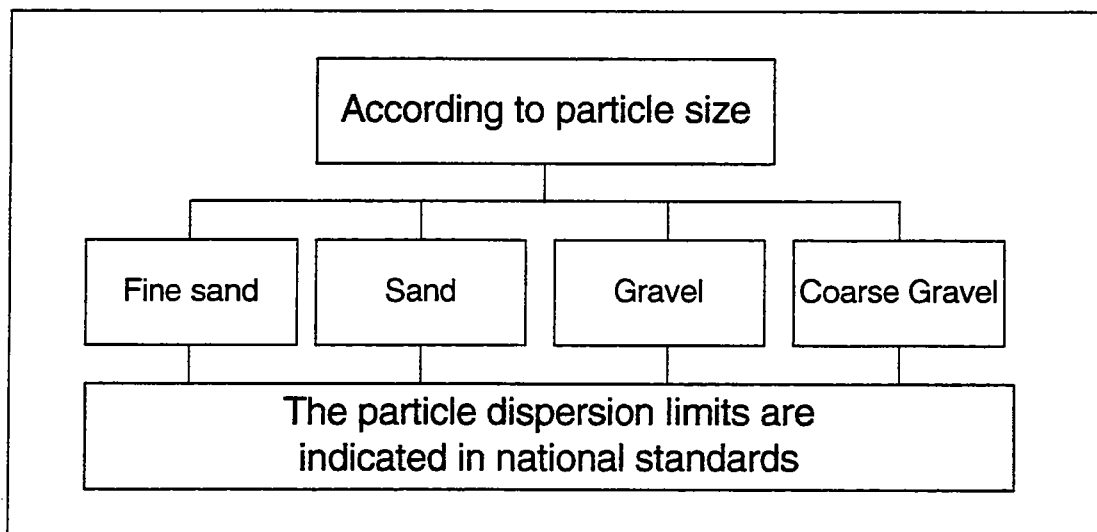 According to particle size
Fine sand
Sand
Gravel
Coarse Gravel
The particle dispersion limits are
indicated in national standards